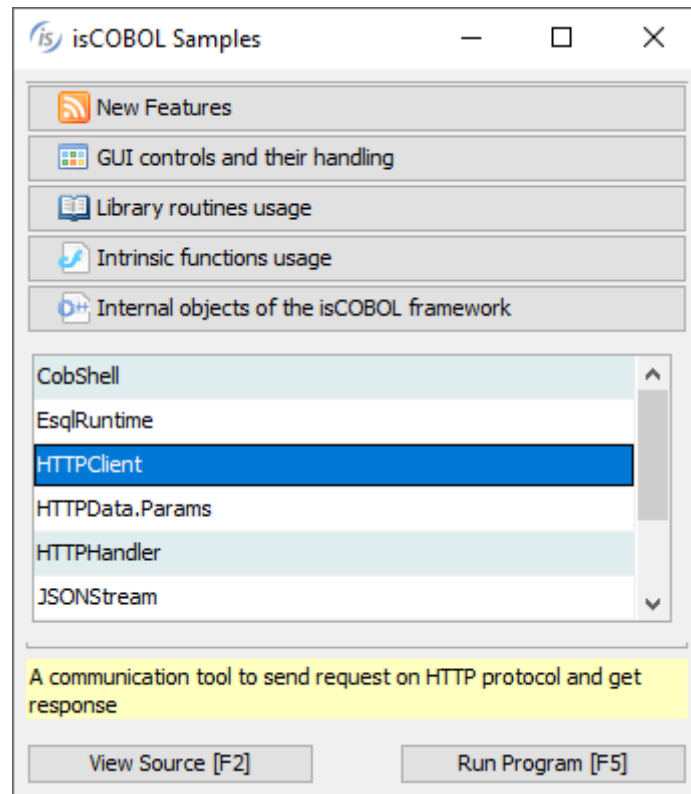 is isCOBOL Samples
New Features
GUI controls and their handling
Library routines usage
Intrinsic functions usage
D++ Internal objects of the isCOBOL framework
CobShell
EsqlRuntime
HTTPClient
HTTPData.Params
HTTPHandler
JSONStream
A communication tool to send request on HTTP protocol and get
response
View Source [F2] Run Program [F5]